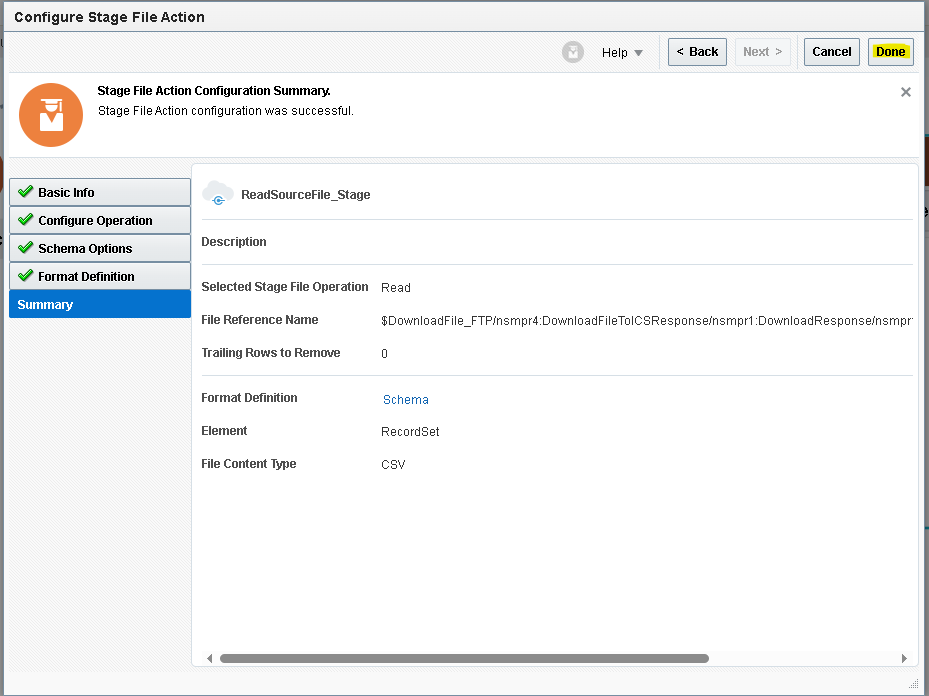 Configure Stage File Action
Help
< Back
Next >
Cancel
Done
Stage File Action Configuration Summary.
Stage File Action configuration was successful.
Basic Info
Configure Operation
Schema Options
Format Definition
Summary
ReadSourceFile_Stage
Description
Selected Stage File Operation Read
File Reference Name $DownloadFile_FTP/nsmpr4:DownloadFileToICSResponse/nsmpr1:DownloadResponse/nsmpr
Trailing Rows to Remove 0
Format Definition Schema
Element RecordSet
File Content Type CSV